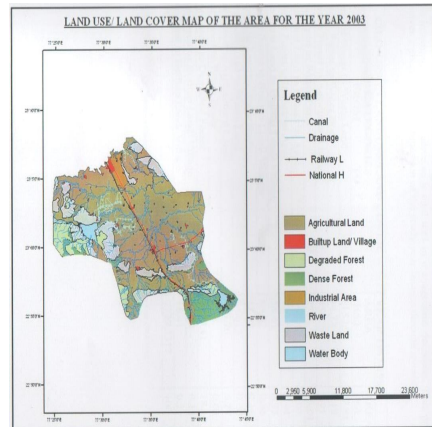 LAND USE/ LAND COVER MAP OF THE AREA FOR THE YEAR 2003
N
Legend
Canal
Drainage
Railway L
National H
Agricultural Land
Builtup Land/ Village
Degraded Forest
Dense Forest
Industrial Area
River
Waste Land
Water Body
0 2,950 5,900 11,800 17,700 23,600
Meters